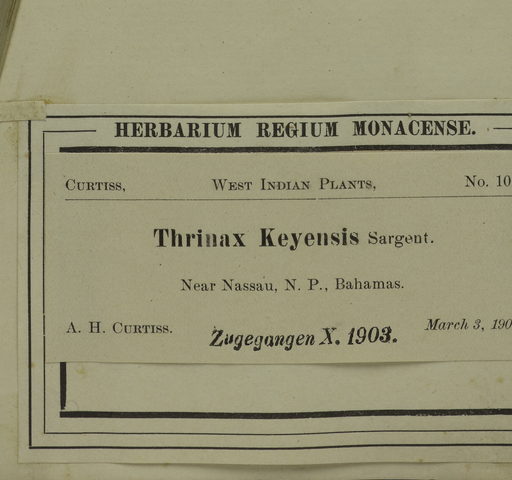 HERBARIUM REGIUM MONACENSE.
CURTISS, WEST INDIAN PLANTS, No. 10
Thrinax Keyensis Sargent.
Near Nassau, N. P., Bahamas.
A. H. CURTISS. March 3, 190
Zugegangen X. 1903.